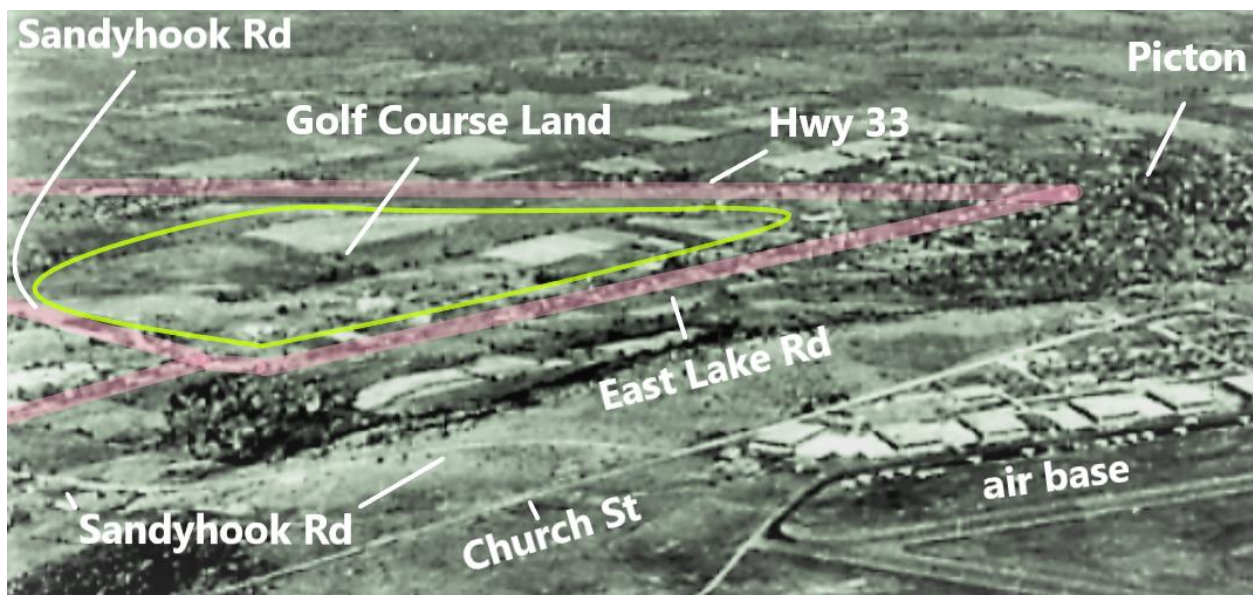 Sandyhook Rd
Picton
Golf Course Land
Hwy 33
East Lake Rd
air base
Sandyhook Rd
Church St